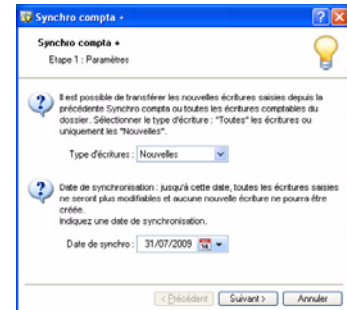 Synchro compta +
Synchro compta +
Etape 1 : Paramètres
Il est possible de transférer les nouvelles écritures saisies depuis la
précédente Synchro compta ou toutes les écritures comptables du
dossier. Sélectionner le type d'écriture : "Toutes" les écritures ou
uniquement les "Nouvelles".
Type d'écritures : Nouvelles
Date de synchronisation : jusqu'à cette date, toutes les écritures saisies
ne seront plus modifiables et aucune nouvelle écriture ne pourra être
créée.
Indiquez une date de synchronisation.
Date de synchro : 31/07/2009
< Précédent Suivant > Annuler